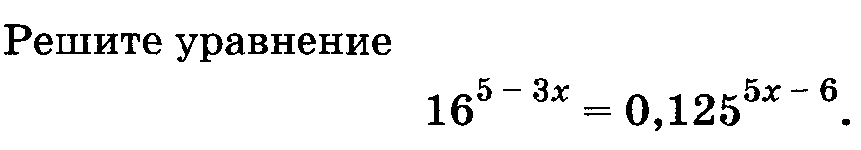 Решите уравнение
16^{5 − 3x} = 0,125^{5x − 6}.